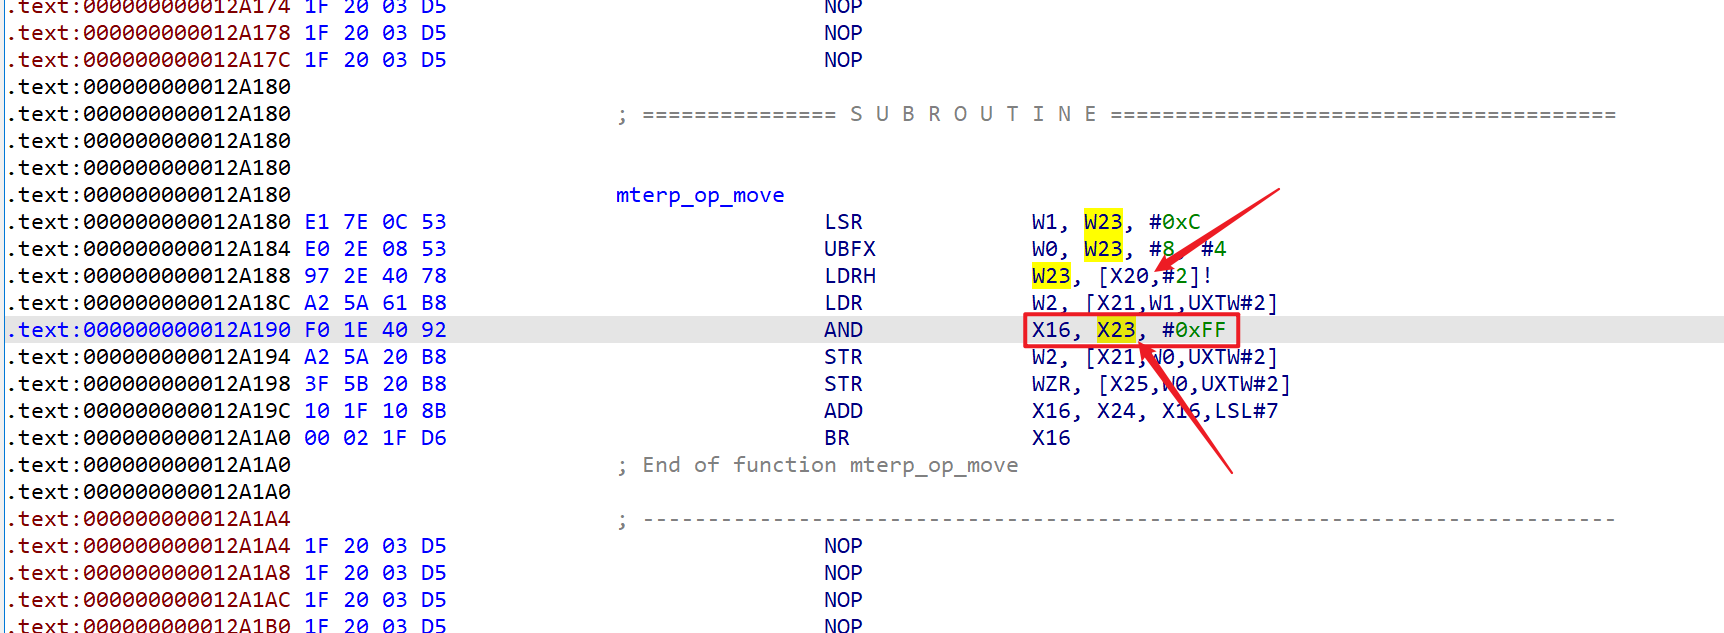 .text:000000000012A174 1F 20 03 D5 NOP
.text:000000000012A178 1F 20 03 D5 NOP
.text:000000000012A17C 1F 20 03 D5 NOP
.text:000000000012A180
.text:000000000012A180 ; =============== S U B R O U T I N E =======================================
.text:000000000012A180
.text:000000000012A180
.text:000000000012A180 mterp_op_move
.text:000000000012A180 E1 7E 0C 53 LSR W1, W23, #0xC
.text:000000000012A184 E0 2E 08 53 UBFX W0, W23, #8, #4
.text:000000000012A188 97 2E 40 78 LDRH W23, [X20,#2]!
.text:000000000012A18C A2 5A 61 B8 LDR W2, [X21,W1,UXTW#2]
.text:000000000012A190 F0 1E 40 92 AND X16, X23, #0xFF
.text:000000000012A194 A2 5A 20 B8 STR W2, [X21,W0,UXTW#2]
.text:000000000012A198 3F 5B 20 B8 STR WZR, [X25,W0,UXTW#2]
.text:000000000012A19C 10 1F 10 8B ADD X16, X24, X16,LSL#7
.text:000000000012A1A0 00 02 1F D6 BR X16
.text:000000000012A1A0 ; End of function mterp_op_move
.text:000000000012A1A0
.text:000000000012A1A4 ; ---------------------------------------------------------------------------
.text:000000000012A1A4 1F 20 03 D5 NOP
.text:000000000012A1A8 1F 20 03 D5 NOP
.text:000000000012A1AC 1F 20 03 D5 NOP
.text:000000000012A1B0 1F 20 03 D5 NOP